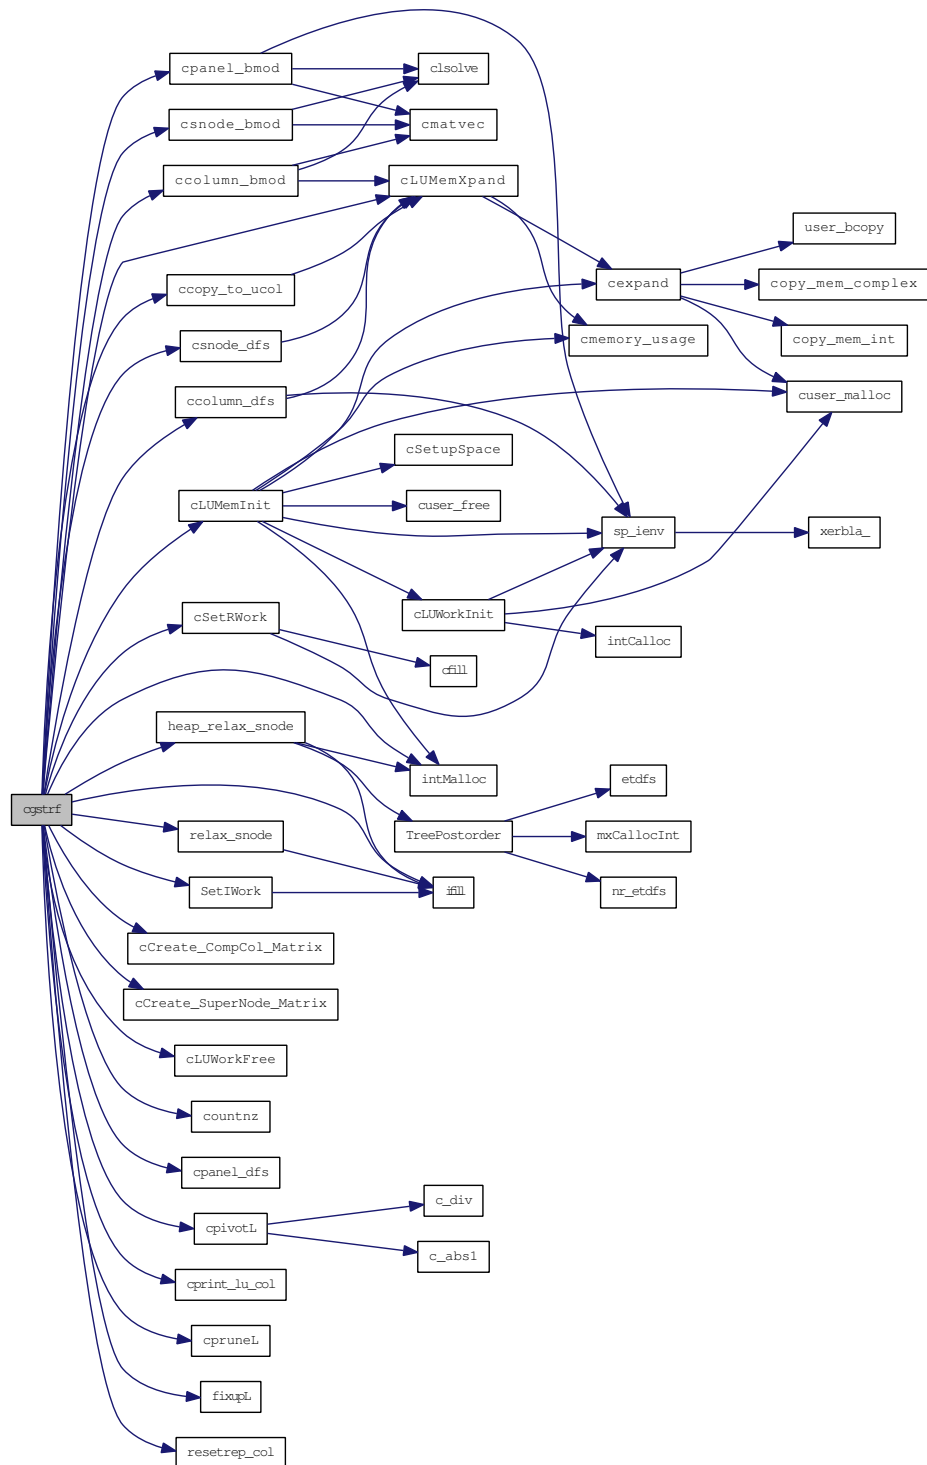 cpanel_bmod
clsolve
csnode_bmod
cmatvec
ccolumn_bmod
cLUMemXpand
user_bcopy
ccopy_to_ucol
cexpand
copy_mem_complex
csnode_dfs
cmemory_usage
copy_mem_int
ccolumn_dfs
cuser_malloc
cSetupSpace
cLUMemInit
cuser_free
sp_ienv
xerbla_
cSetRWork
cLUWorkInit
intCalloc
cfill
heap_relax_snode
intMalloc
etdfs
cgstrf
relax_snode
TreePostorder
mxCallocInt
SetIWork
ifill
nr_etdfs
cCreate_CompCol_Matrix
cCreate_SuperNode_Matrix
cLUWorkFree
countnz
cpanel_dfs
c_div
cpivotL
c_abs1
cprint_lu_col
cpruneL
fixupL
resetrep_col